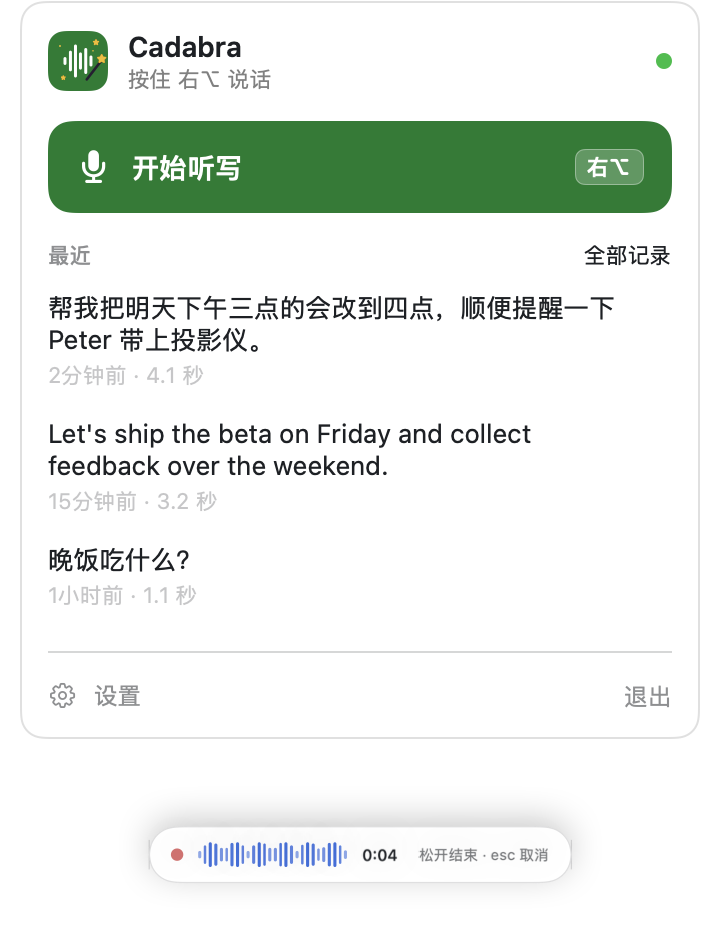 Cadabra
按住 右⌥ 说话
开始听写
右⌥
最近
全部记录
帮我把明天下午三点的会改到四点，顺便提醒一下
Peter 带上投影仪。
2分钟前 · 4.1 秒
Let's ship the beta on Friday and collect
feedback over the weekend.
15分钟前 · 3.2 秒
晚饭吃什么？
1小时前 · 1.1 秒
设置
退出
0:04
松开结束 · esc 取消